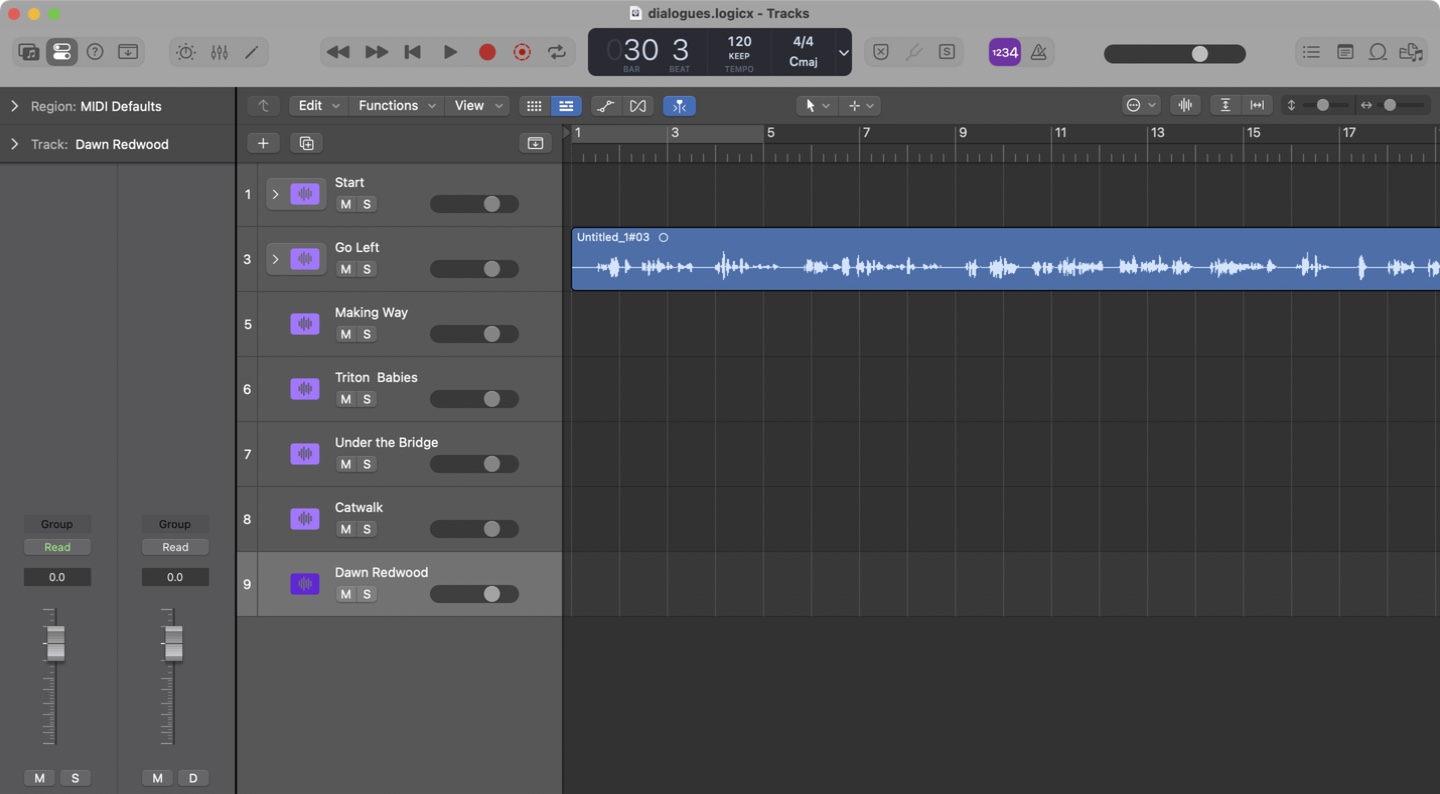 dialogues.logicx - Tracks
030 3
BAR BEAT
120
KEEP
TEMPO
4/4
Cmaj
S
1234
Region: MIDI Defaults
Edit
Functions
View
Track: Dawn Redwood
1 3 5 7 9 11 13 15 17
1
Start
M S
3
Go Left
M S
Untitled_1#03
5
Making Way
M S
6
Triton  Babies
M S
7
Under the Bridge
M S
8
Catwalk
M S
9
Dawn Redwood
M S
Group Group
Read Read
0.0 0.0
M S M D